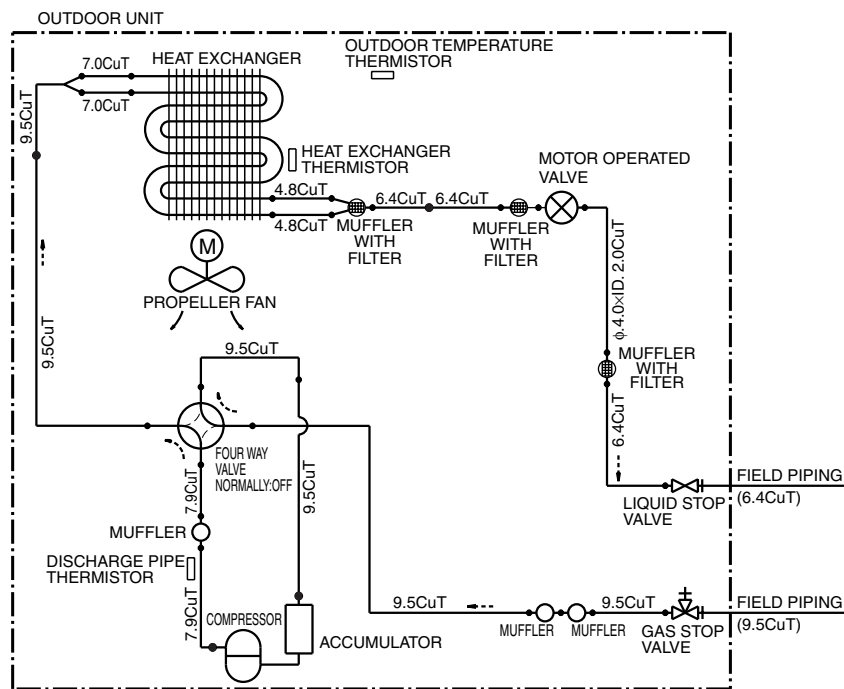 OUTDOOR UNIT
7.0CuT
HEAT EXCHANGER
OUTDOOR TEMPERATURE
THERMISTOR
7.0CuT
9.5CuT
HEAT EXCHANGER
THERMISTOR
MOTOR OPERATED
VALVE
4.8CuT
6.4CuT
6.4CuT
4.8CuT
MUFFLER
WITH
FILTER
MUFFLER
WITH
FILTER
M
PROPELLER FAN
ϕ.4.0×ID. 2.0CuT
9.5CuT
9.5CuT
MUFFLER
WITH
FILTER
6.4CuT
FOUR WAY
VALVE
NORMALLY:OFF
7.9CuT
9.5CuT
FIELD PIPING
(6.4CuT)
LIQUID STOP
VALVE
MUFFLER
DISCHARGE PIPE
THERMISTOR
7.9CuT
COMPRESSOR
ACCUMULATOR
9.5CuT
9.5CuT
MUFFLER
MUFFLER
GAS STOP
VALVE
FIELD PIPING
(9.5CuT)